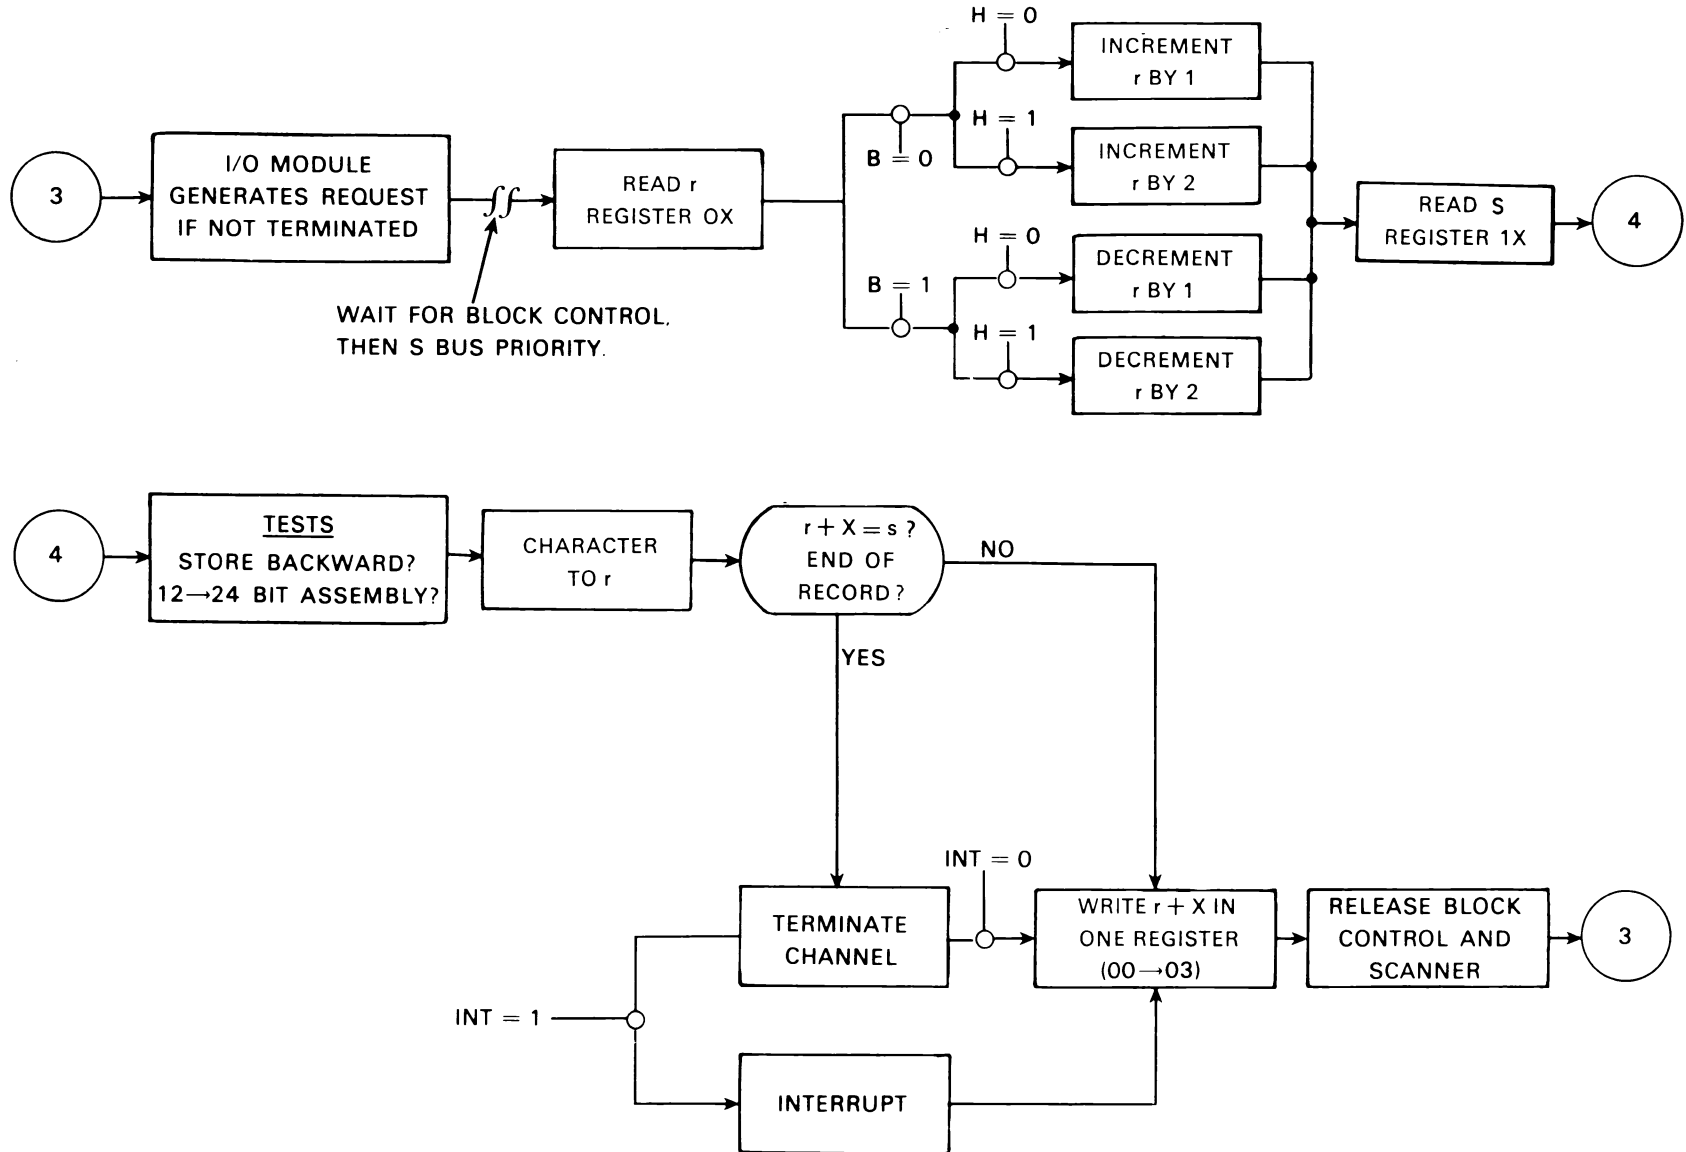 H = 0
INCREMENT
r BY 1
H = 1
B = 0
INCREMENT
r BY 2
3
I/O MODULE
GENERATES REQUEST
IF NOT TERMINATED
READ r
REGISTER 0X
WAIT FOR BLOCK CONTROL,
THEN S BUS PRIORITY.
H = 0
B = 1
DECREMENT
r BY 1
H = 1
DECREMENT
r BY 2
READ S
REGISTER 1X
4
4
TESTS
STORE BACKWARD?
12→24 BIT ASSEMBLY?
CHARACTER
TO r
r + X = s ?
END OF
RECORD?
NO
YES
INT = 0
TERMINATE
CHANNEL
WRITE r + X IN
ONE REGISTER
(00→03)
RELEASE BLOCK
CONTROL AND
SCANNER
3
INT = 1
INTERRUPT